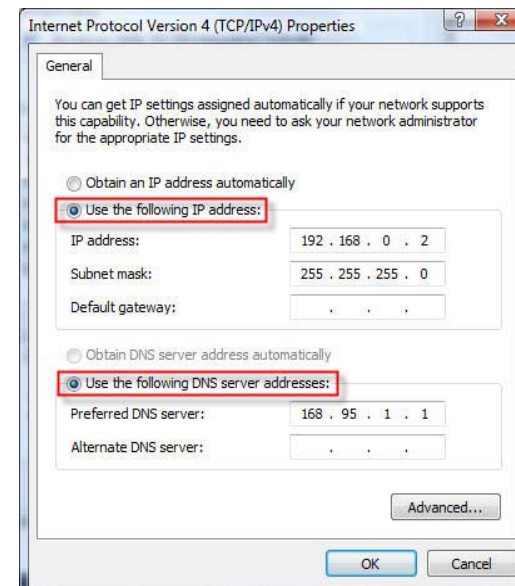 Internet Protocol Version 4 (TCP/IPv4) Properties
General
You can get IP settings assigned automatically if your network supports
this capability. Otherwise, you need to ask your network administrator
for the appropriate IP settings.
Obtain an IP address automatically
Use the following IP address:
IP address: 192 . 168 . 0 . 2
Subnet mask: 255 . 255 . 255 . 0
Default gateway: . . .
Obtain DNS server address automatically
Use the following DNS server addresses:
Preferred DNS server: 168 . 95 . 1 . 1
Alternate DNS server: . . .
Advanced...
OK Cancel